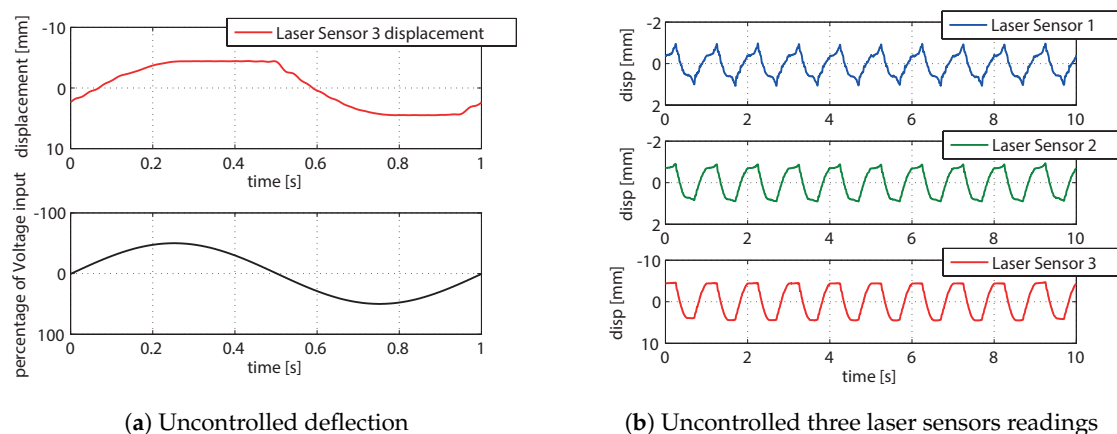 displacement [mm]
-10
0
10
Laser Sensor 3 displacement
0 0.2 0.4 0.6 0.8 1
time [s]
percentage of Voltage input
-100
0
100
0 0.2 0.4 0.6 0.8 1
time [s]
(a) Uncontrolled deflection
disp [mm]
-2
0
2
Laser Sensor 1
0 2 4 6 8 10
disp [mm]
-2
0
2
Laser Sensor 2
0 2 4 6 8 10
disp [mm]
-10
0
10
Laser Sensor 3
0 2 4 6 8 10
time [s]
(b) Uncontrolled three laser sensors readings